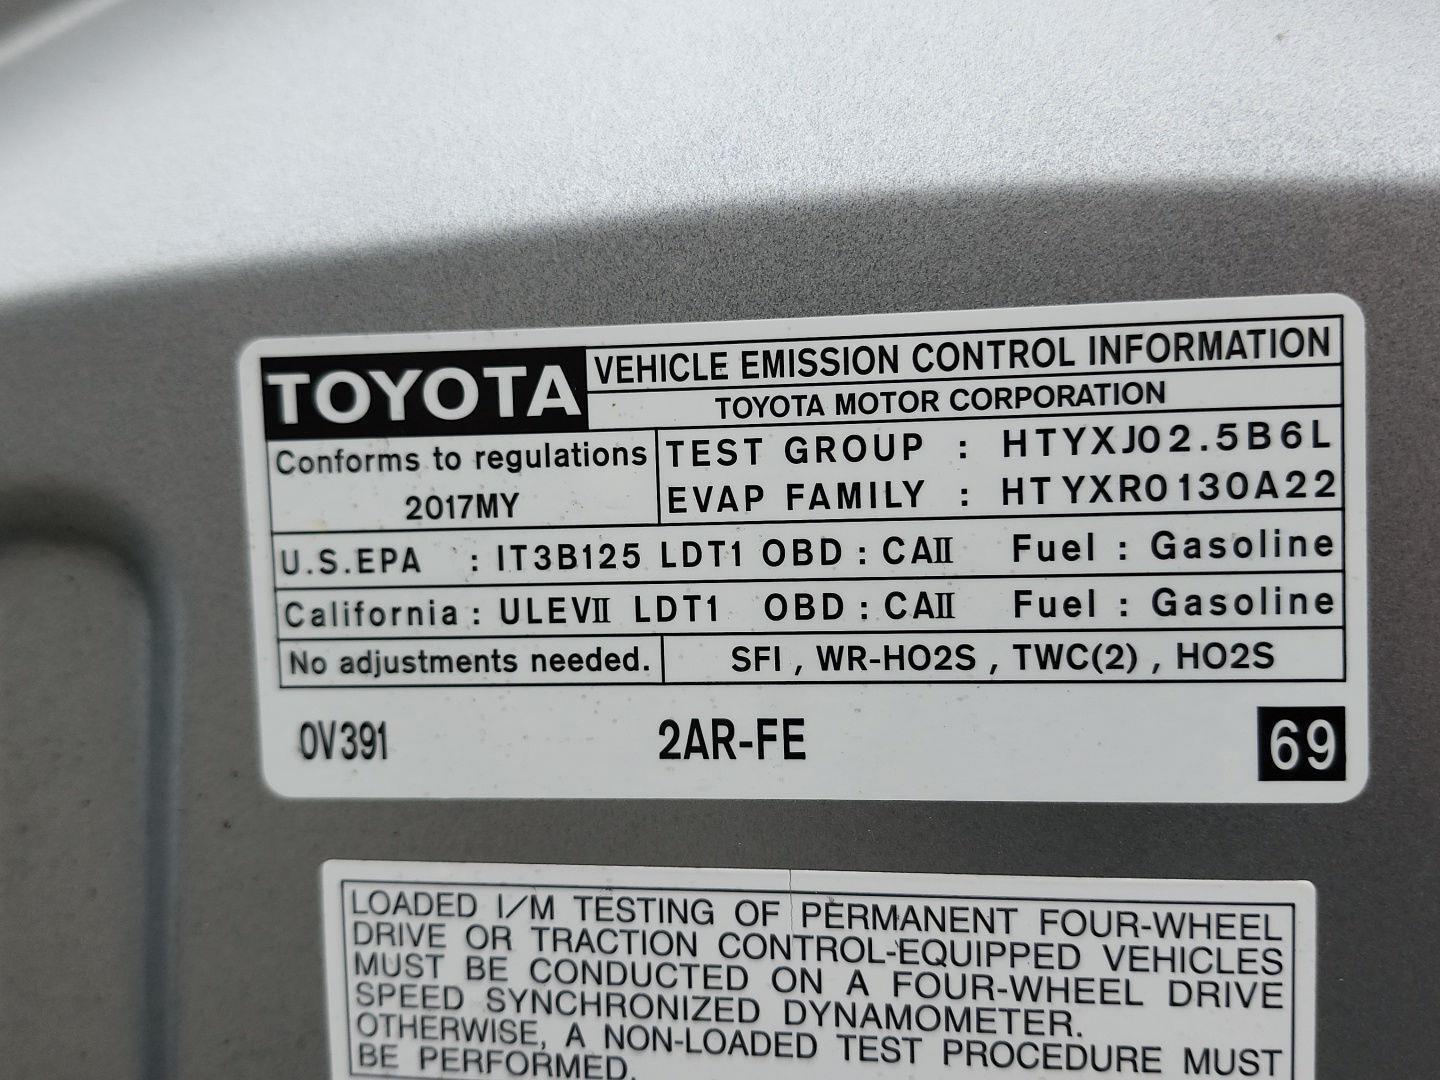 TOYOTA
VEHICLE EMISSION CONTROL INFORMATION
TOYOTA MOTOR CORPORATION
Conforms to regulations
2017MY
TEST GROUP : HTYXJ02.5B6L
EVAP FAMILY : HTYXR0130A22
U.S.EPA : IT3B125 LDT1 OBD : CAII Fuel : Gasoline
California : ULEVII LDT1 OBD : CAII Fuel : Gasoline
No adjustments needed.
SFI , WR-HO2S , TWC(2) , HO2S
0V391
2AR-FE
69
LOADED I/M TESTING OF PERMANENT FOUR-WHEEL
DRIVE OR TRACTION CONTROL-EQUIPPED VEHICLES
MUST BE CONDUCTED ON A FOUR-WHEEL DRIVE
SPEED SYNCHRONIZED DYNAMOMETER.
OTHERWISE, A NON-LOADED TEST PROCEDURE MUST
BE PERFORMED.